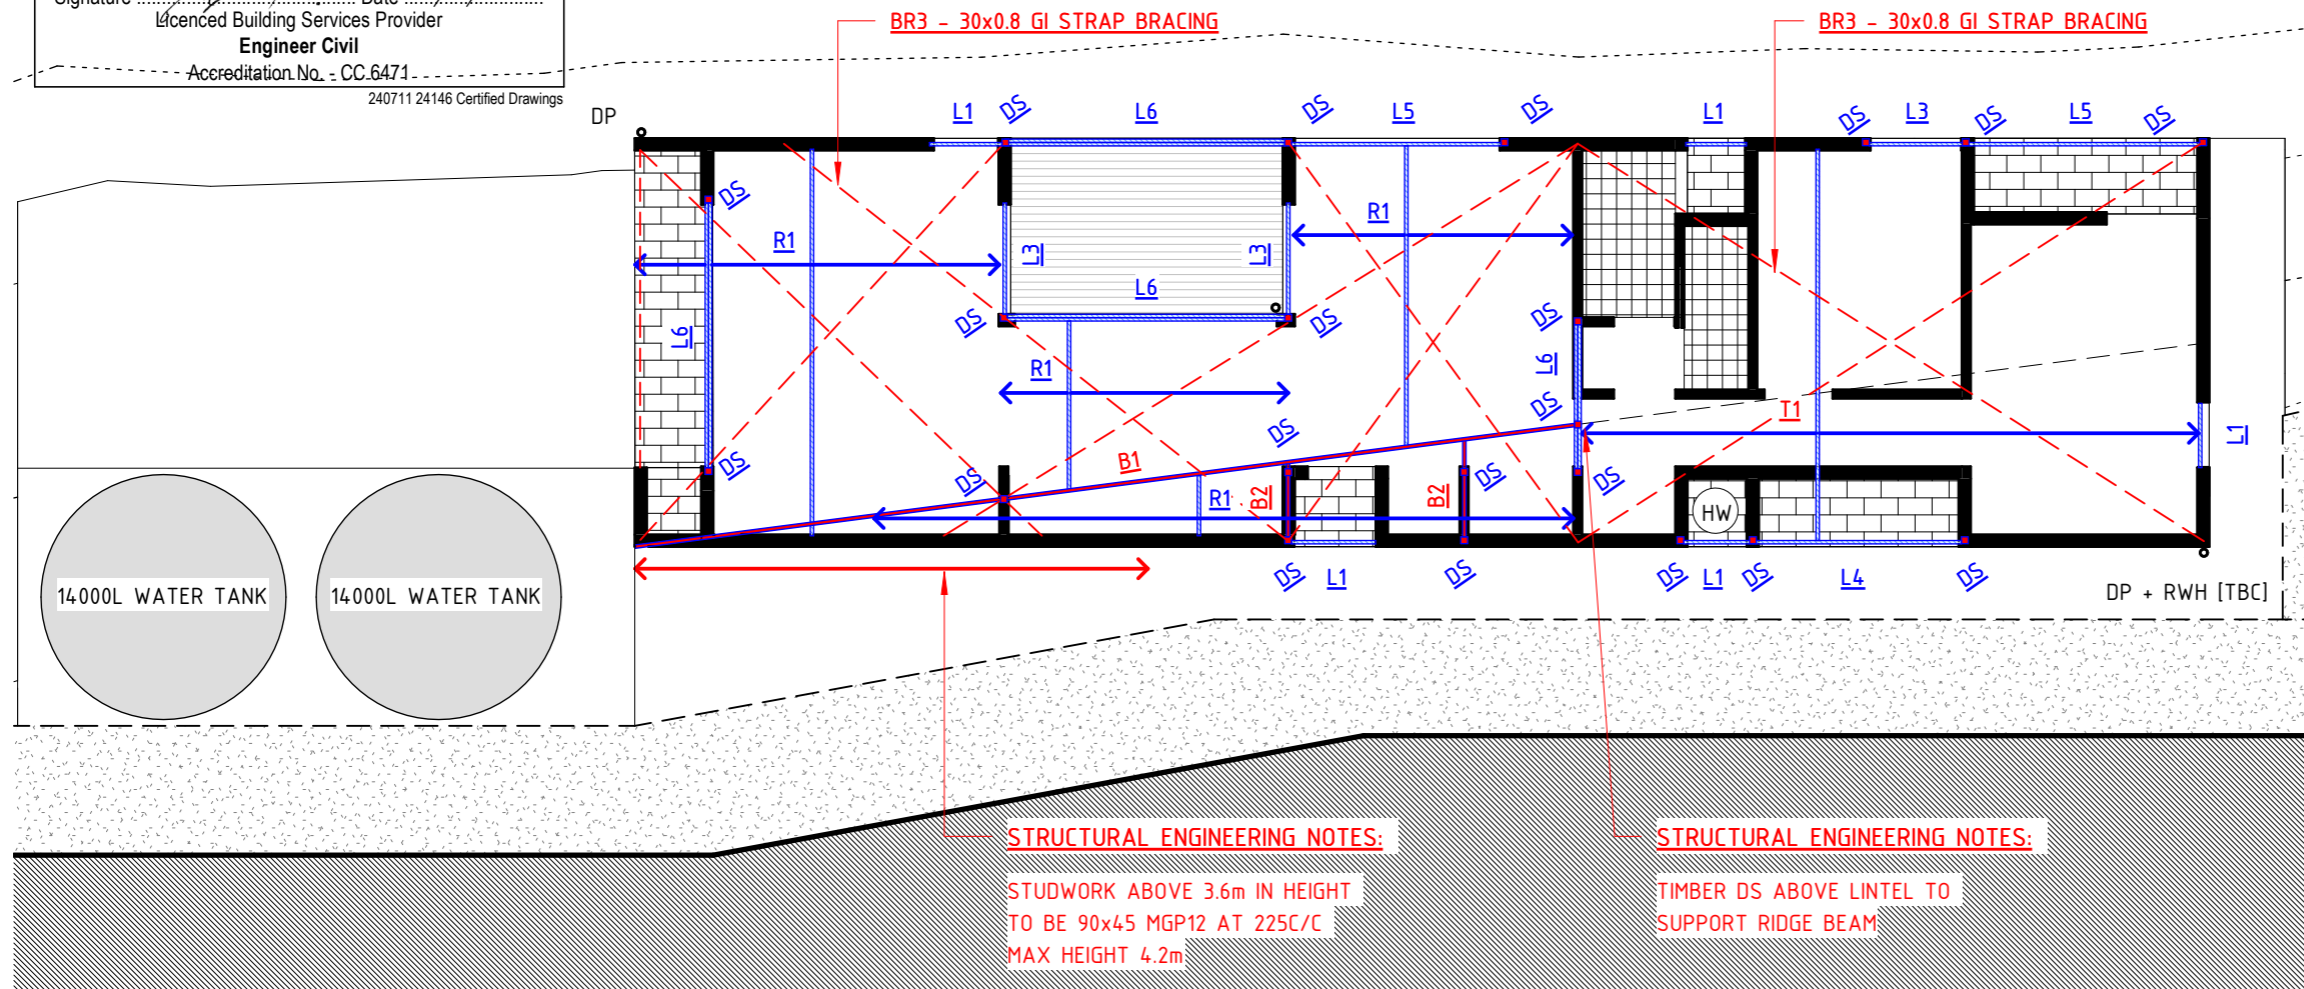 Signature ........ Date ........
Licenced Building Services Provider
Engineer Civil
Accreditation No. - CC 6471
240711 24146 Certified Drawings
BR3 - 30x0.8 GI STRAP BRACING
BR3 - 30x0.8 GI STRAP BRACING
DP
L1
DS
L6
DS
L5
DS
L1
DS
L3
DS
L5
DS
DS
R1
L3
L3
R1
L6
L6
DS
DS
DS
R1
L6
DS
T1
L1
DS
B1
DS
DS
DS
DS
DS
R1
B2
B2
HW
14000L WATER TANK
14000L WATER TANK
DS
L1
DS
DS
L1
DS
L4
DS
DP + RWH [TBC]
STRUCTURAL ENGINEERING NOTES:
STUDWORK ABOVE 3.6m IN HEIGHT
TO BE 90x45 MGP12 AT 225C/C
MAX HEIGHT 4.2m
STRUCTURAL ENGINEERING NOTES:
TIMBER DS ABOVE LINTEL TO
SUPPORT RIDGE BEAM